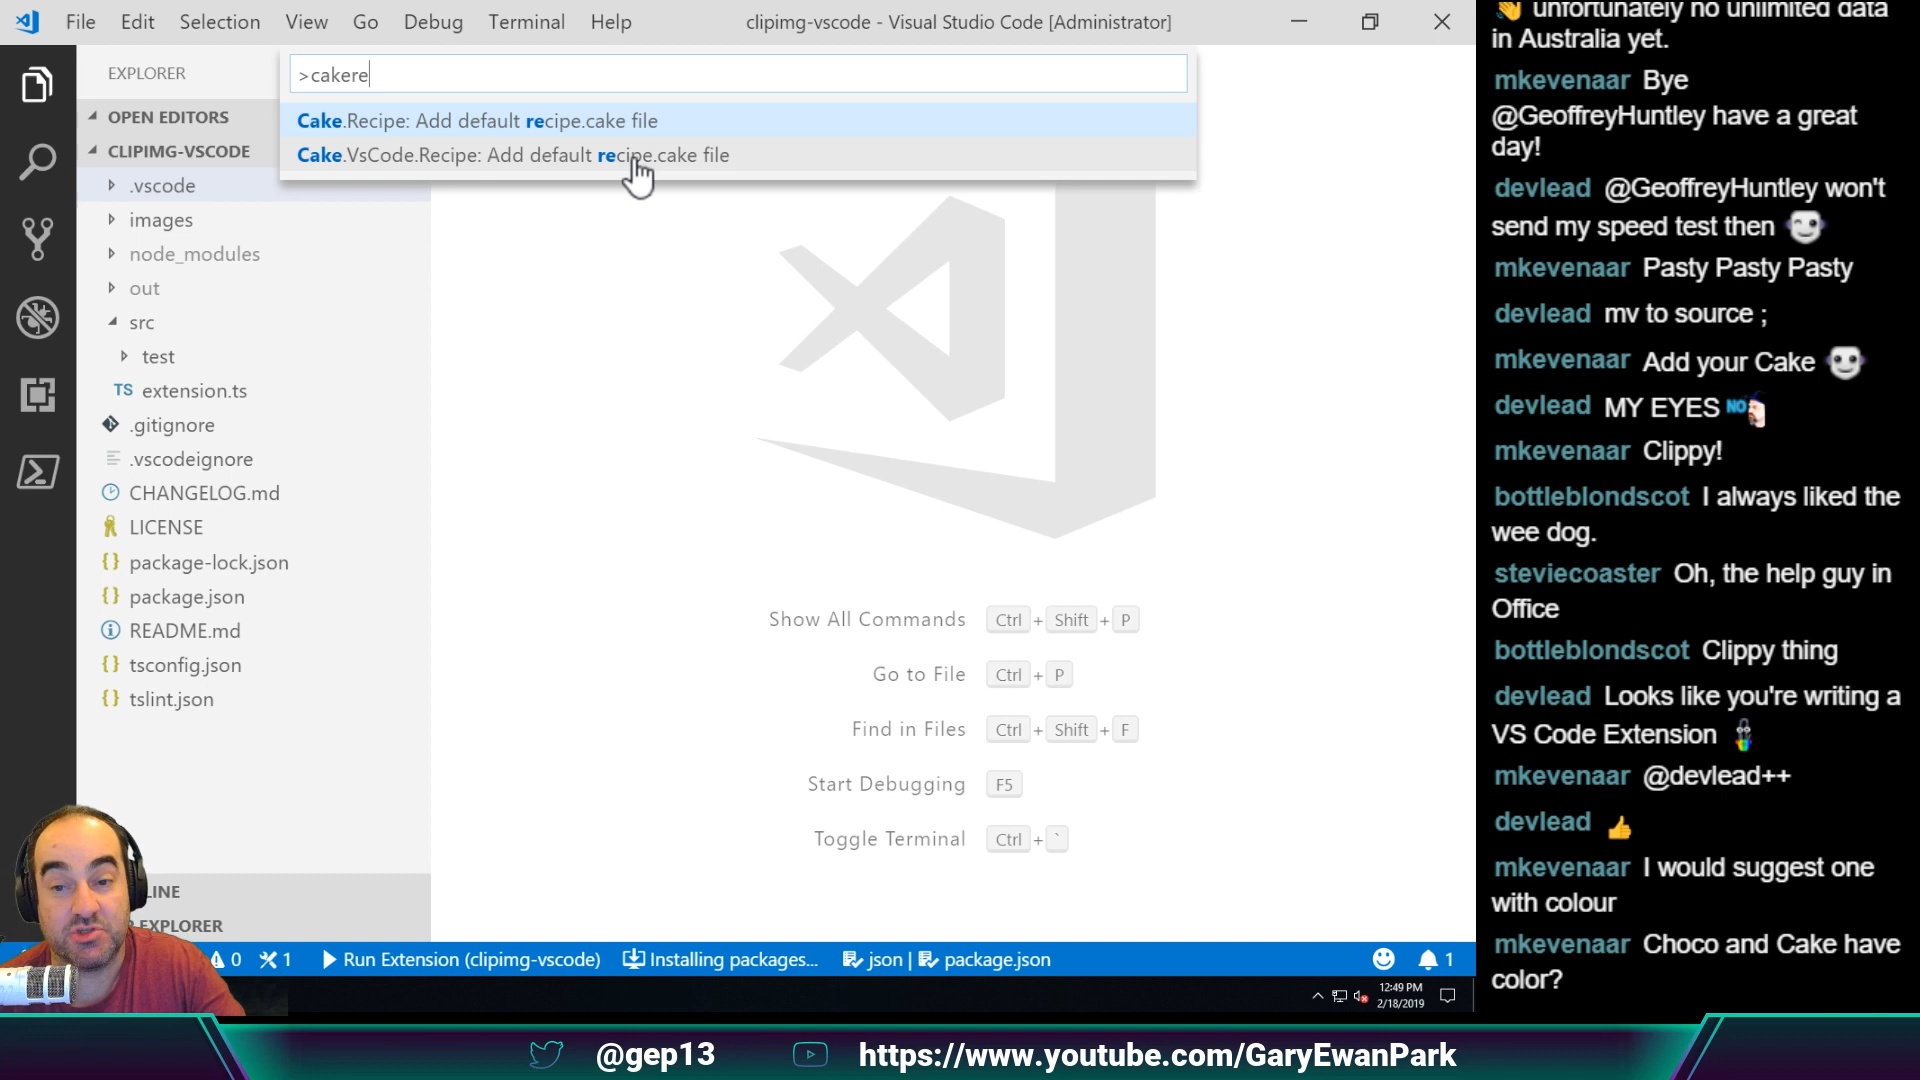 File Edit Selection View Go Debug Terminal Help
clipimg-vscode - Visual Studio Code [Administrator]
>cakere
Cake.Recipe: Add default recipe.cake file
Cake.VsCode.Recipe: Add default recipe.cake file
EXPLORER
OPEN EDITORS
CLIPIMG-VSCODE
.vscode
images
node_modules
out
src
test
TS extension.ts
.gitignore
.vscodeignore
CHANGELOG.md
LICENSE
{} package-lock.json
{} package.json
README.md
{} tsconfig.json
{} tslint.json
LINE
EXPLORER
Show All Commands Ctrl + Shift + P
Go to File Ctrl + P
Find in Files Ctrl + Shift + F
Start Debugging F5
Toggle Terminal Ctrl + `
0 1 Run Extension (clipimg-vscode) Installing packages... json | package.json 1
12:49 PM
2/18/2019
unfortunately no unlimited data
in Australia yet.
mkevenaar Bye
@GeoffreyHuntley have a great
day!
devlead @GeoffreyHuntley won't
send my speed test then
mkevenaar Pasty Pasty Pasty
devlead mv to source ;
mkevenaar Add your Cake
devlead MY EYES NO
mkevenaar Clippy!
bottleblondscot I always liked the
wee dog.
steviecoaster Oh, the help guy in
Office
bottleblondscot Clippy thing
devlead Looks like you're writing a
VS Code Extension
mkevenaar @devlead++
devlead
mkevenaar I would suggest one
with colour
mkevenaar Choco and Cake have
color?
@gep13 https://www.youtube.com/GaryEwanPark